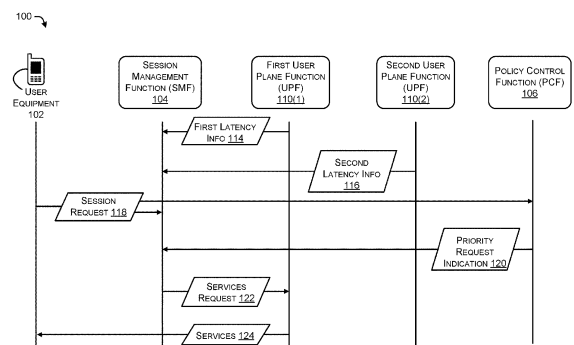 100
USER
EQUIPMENT
102
SESSION
MANAGEMENT
FUNCTION (SMF)
104
FIRST USER
PLANE FUNCTION
(UPF)
110(1)
SECOND USER
PLANE FUNCTION
(UPF)
110(2)
POLICY CONTROL
FUNCTION (PCF)
106
FIRST LATENCY
INFO 114
SECOND
LATENCY INFO
116
SESSION
REQUEST 118
PRIORITY
REQUEST
INDICATION 120
SERVICES
REQUEST 122
SERVICES 124